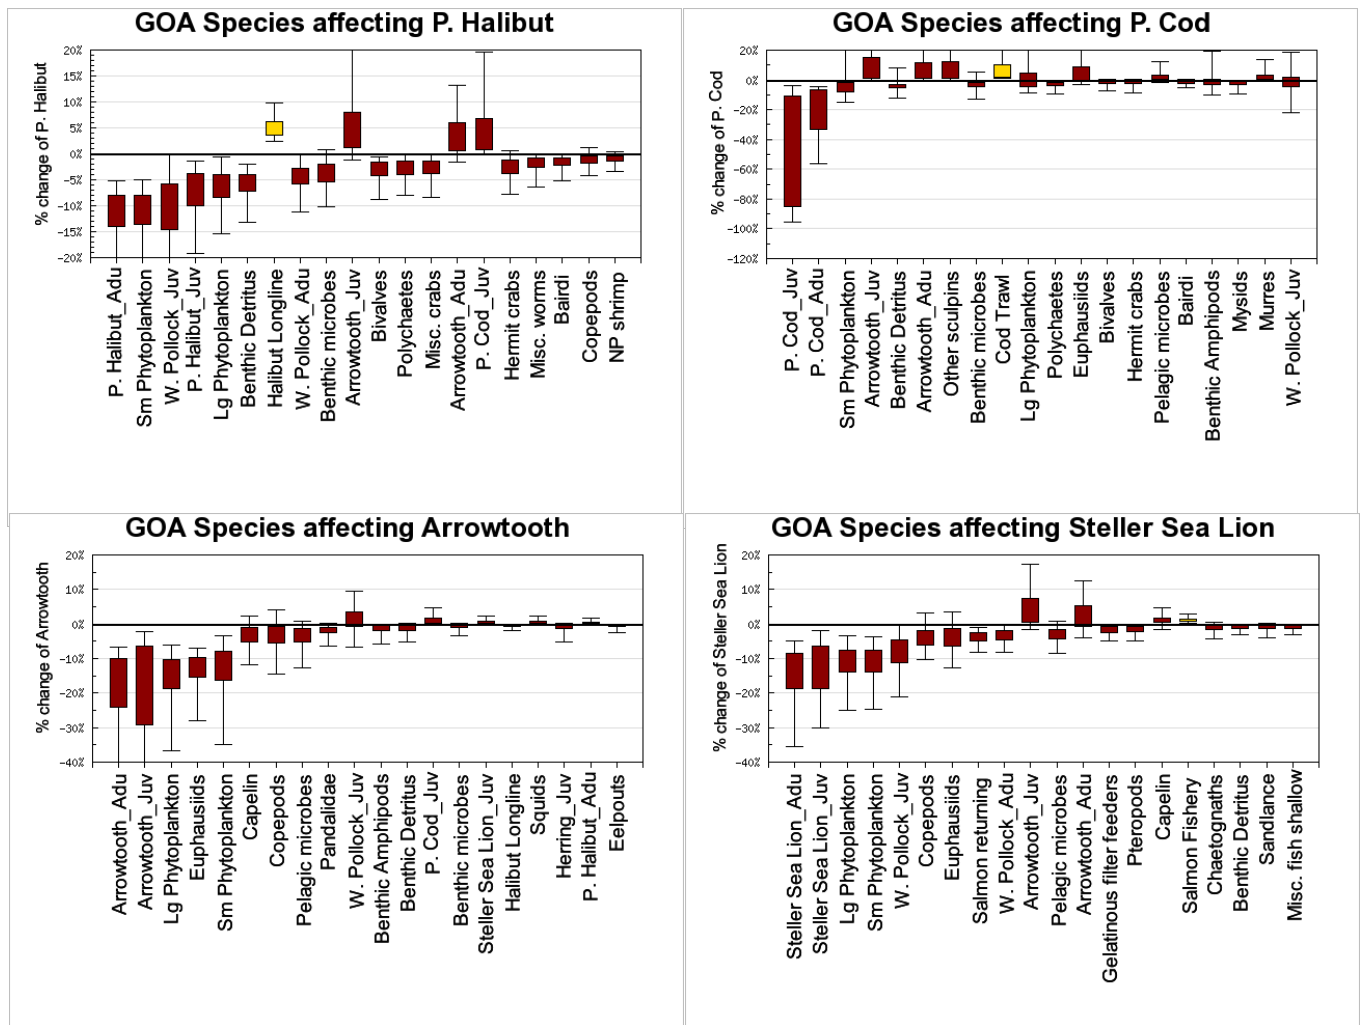 GOA Species affecting P. Halibut
% change of P. Halibut
20%
15%
10%
5%
0%
-5%
-10%
-15%
-20%
P. Halibut_Adu
Sm Phytoplankton
W. Pollock_Juv
P. Halibut_Juv
Lg Phytoplankton
Benthic Detritus
Halibut Longline
W. Pollock_Adu
Benthic microbes
Arrowtooth_Juv
Bivalves
Polychaetes
Misc. crabs
Arrowtooth_Adu
P. Cod_Juv
Hermit crabs
Misc. worms
Bairdi
Copepods
NP shrimp
GOA Species affecting P. Cod
% change of P. Cod
20%
0%
-20%
-40%
-60%
-80%
-100%
-120%
P. Cod_Juv
P. Cod_Adu
Sm Phytoplankton
Arrowtooth_Juv
Benthic Detritus
Arrowtooth_Adu
Other sculpins
Benthic microbes
Cod Trawl
Lg Phytoplankton
Polychaetes
Euphausiids
Bivalves
Hermit crabs
Pelagic microbes
Bairdi
Benthic Amphipods
Mysids
Murres
W. Pollock_Juv
GOA Species affecting Arrowtooth
% change of Arrowtooth
20%
10%
0%
-10%
-20%
-30%
-40%
Arrowtooth_Adu
Arrowtooth_Juv
Lg Phytoplankton
Euphausiids
Sm Phytoplankton
Capelin
Copepods
Pelagic microbes
Pandalidae
W. Pollock_Juv
Benthic Amphipods
Benthic Detritus
P. Cod_Juv
Benthic microbes
Steller Sea Lion_Juv
Halibut Longline
Squids
Herring_Juv
P. Halibut_Adu
Eelpouts
GOA Species affecting Steller Sea Lion
% change of Steller Sea Lion
20%
10%
0%
-10%
-20%
-30%
-40%
Steller Sea Lion_Adu
Steller Sea Lion_Juv
Lg Phytoplankton
Sm Phytoplankton
W. Pollock_Juv
Copepods
Euphausiids
Salmon returning
W. Pollock_Adu
Arrowtooth_Juv
Pelagic microbes
Arrowtooth_Adu
Gelatinous filter feeders
Pteropods
Capelin
Salmon Fishery
Chaetognaths
Benthic Detritus
Sandlance
Misc. fish shallow